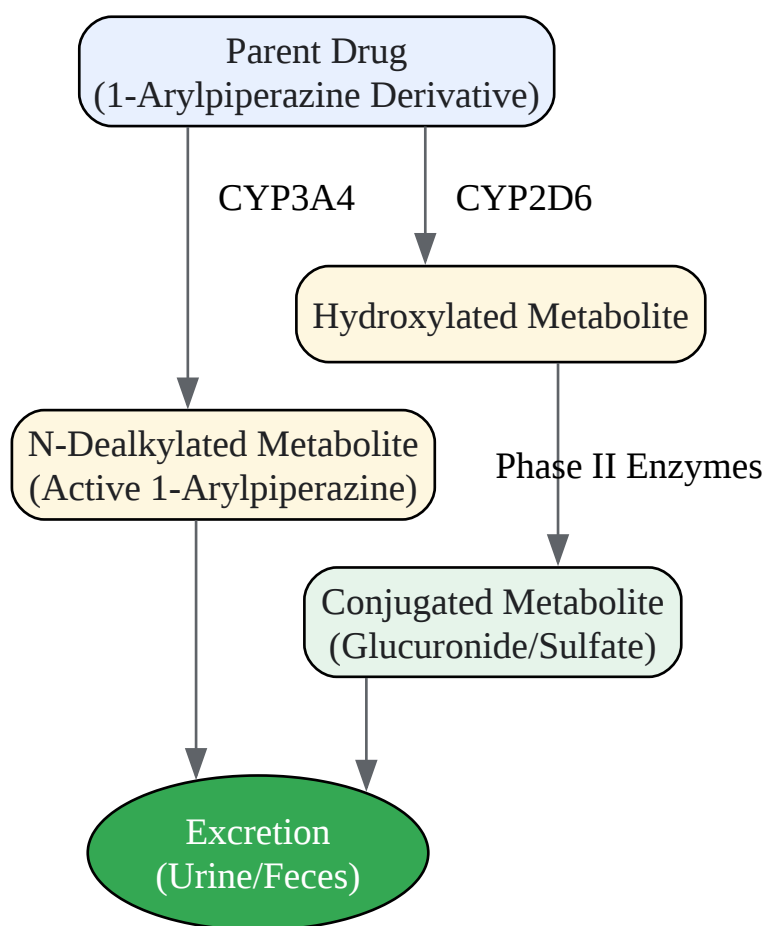 Parent Drug
(1-Arylpiperazine Derivative)
CYP3A4
CYP2D6
Hydroxylated Metabolite
N-Dealkylated Metabolite
(Active 1-Arylpiperazine)
Phase II Enzymes
Conjugated Metabolite
(Glucuronide/Sulfate)
Excretion
(Urine/Feces)